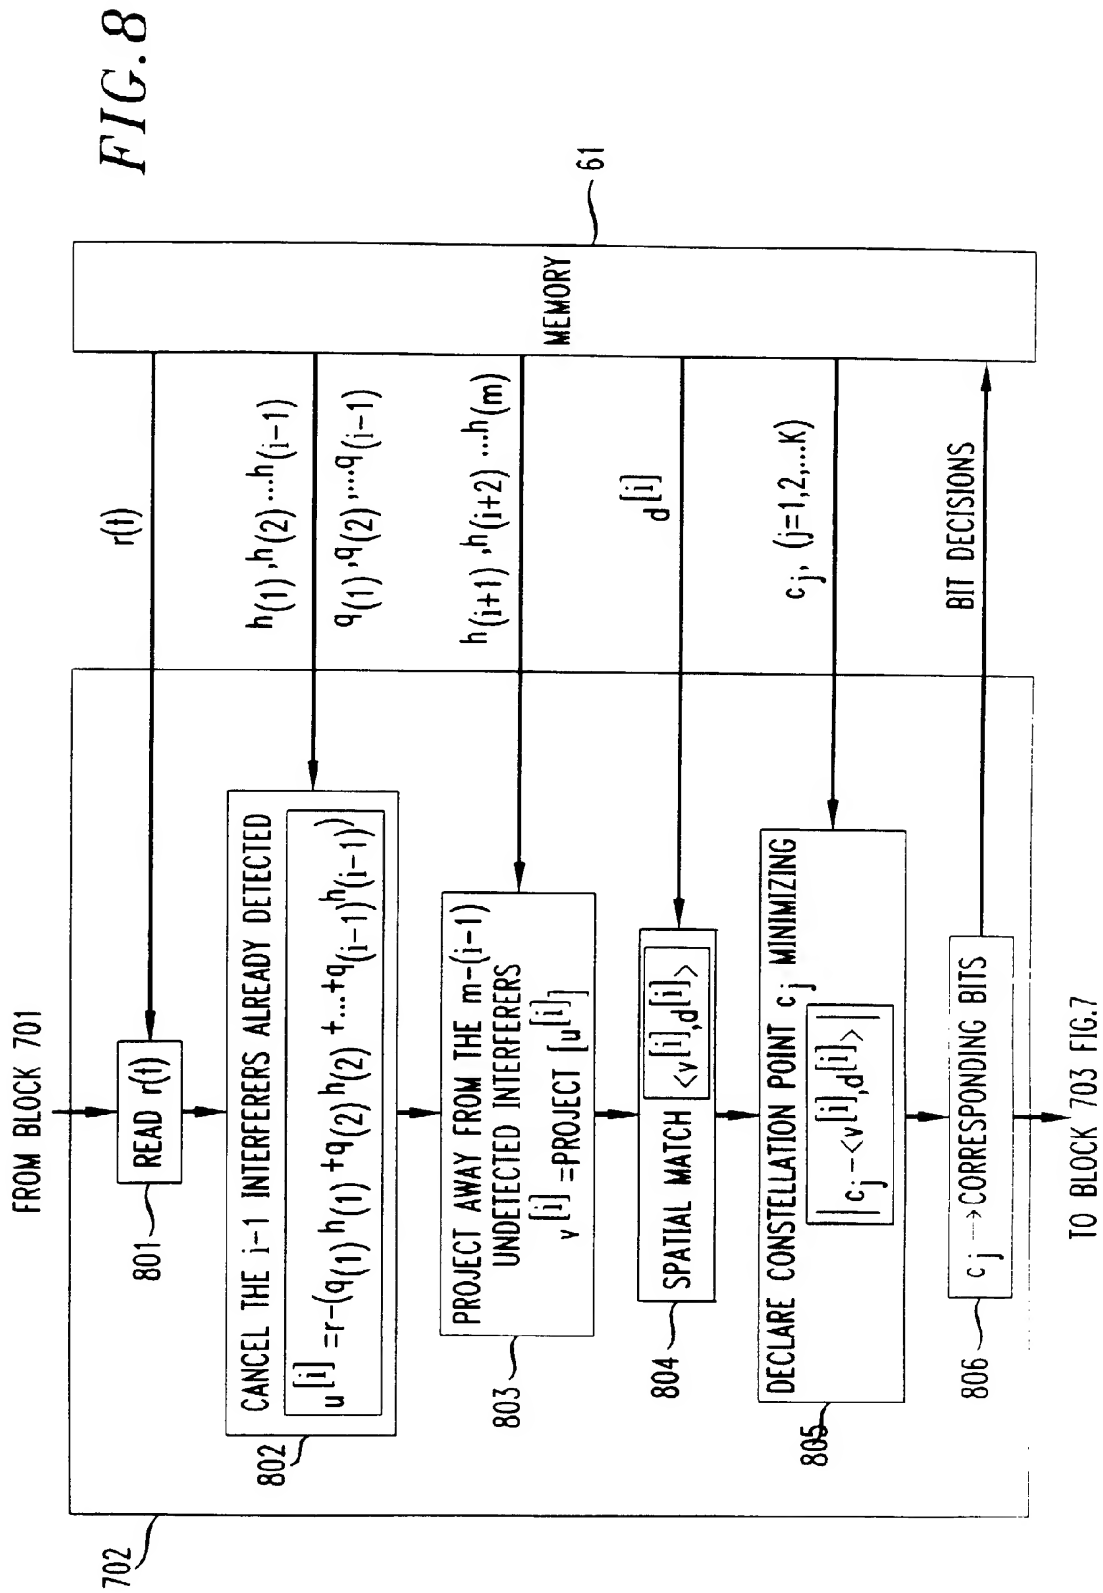 FIG. 8
FROM BLOCK 701
702
801
READ r(t)
r(t)
802
CANCEL THE i-1 INTERFERERS ALREADY DETECTED
u[i] =r-(q(1)h(1) +q(2)h(2) +...+q(i-1)h(i-1))
h(1),h(2)...h(i-1)
q(1),q(2),...q(i-1)
803
PROJECT AWAY FROM THE m-(i-1)
UNDETECTED INTERFERERS
v[i] =PROJECT [u[i]]
h(i+1),h(i+2)...h(m)
804
SPATIAL MATCH <v[i],d[i]>
d[i]
805
DECLARE CONSTELLATION POINT cj MINIMIZING
||cj-<v[i],d[i]>||
cj, (j=1,2,...K)
806
cj→CORRESPONDING BITS
BIT DECISIONS
MEMORY
61
TO BLOCK 703 FIG.7